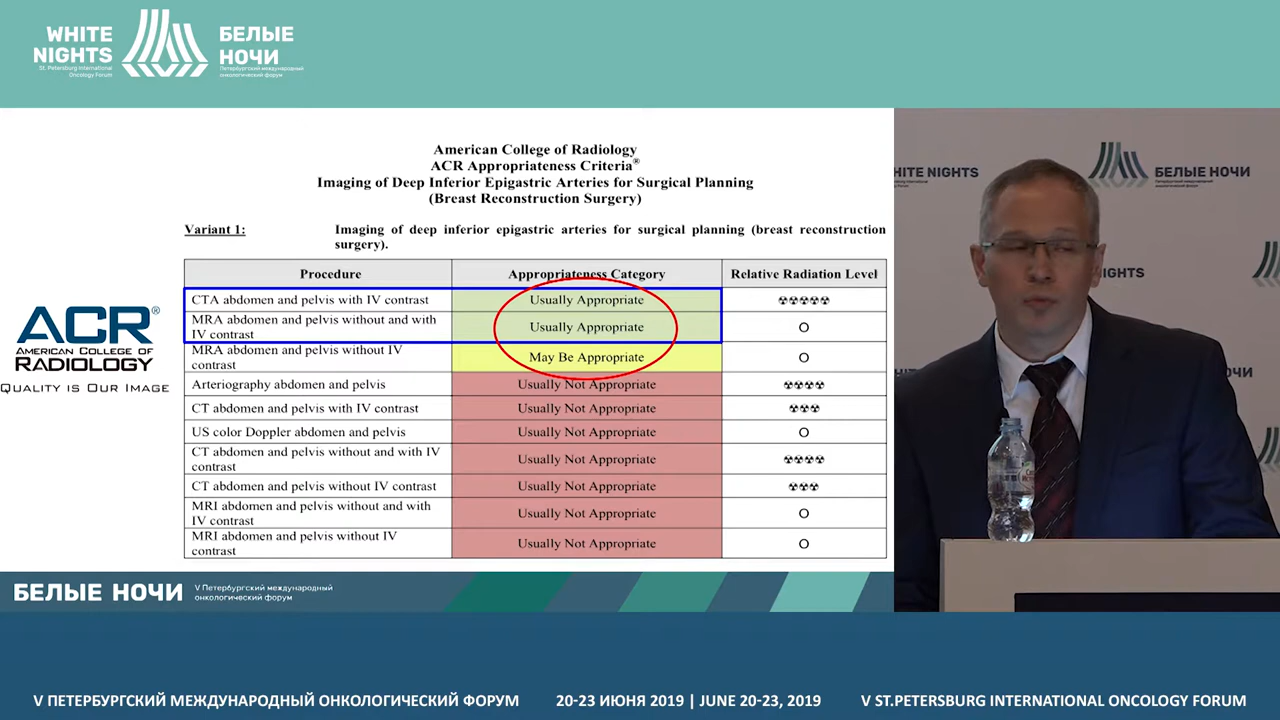 WHITE
NIGHTS
St. Petersburg International
Oncology Forum
БЕЛЫЕ
НОЧИ
Петербургский международный
онкологический форум
American College of Radiology
ACR Appropriateness Criteria®
Imaging of Deep Inferior Epigastric Arteries for Surgical Planning
(Breast Reconstruction Surgery)
Variant 1: Imaging of deep inferior epigastric arteries for surgical planning (breast reconstruction
surgery).
Procedure Appropriateness Category Relative Radiation Level
CTA abdomen and pelvis with IV contrast Usually Appropriate ☢☢☢☢☢
MRA abdomen and pelvis without and with
IV contrast Usually Appropriate O
MRA abdomen and pelvis without IV
contrast May Be Appropriate O
Arteriography abdomen and pelvis Usually Not Appropriate ☢☢☢☢
CT abdomen and pelvis with IV contrast Usually Not Appropriate ☢☢☢
US color Doppler abdomen and pelvis Usually Not Appropriate O
CT abdomen and pelvis without and with IV
contrast Usually Not Appropriate ☢☢☢☢
CT abdomen and pelvis without IV contrast Usually Not Appropriate ☢☢☢
MRI abdomen and pelvis without and with
IV contrast Usually Not Appropriate O
MRI abdomen and pelvis without IV
contrast Usually Not Appropriate O
ACR®
AMERICAN COLLEGE OF
RADIOLOGY
QUALITY IS OUR IMAGE
WHITE NIGHTS
БЕЛЫЕ НОЧИ
NIGHTS
БЕЛЫЕ НОЧИ
V Петербургский международный
онкологический форум
V ПЕТЕРБУРГСКИЙ МЕЖДУНАРОДНЫЙ ОНКОЛОГИЧЕСКИЙ ФОРУМ 20-23 ИЮНЯ 2019 | JUNE 20-23, 2019 V ST.PETERSBURG INTERNATIONAL ONCOLOGY FORUM